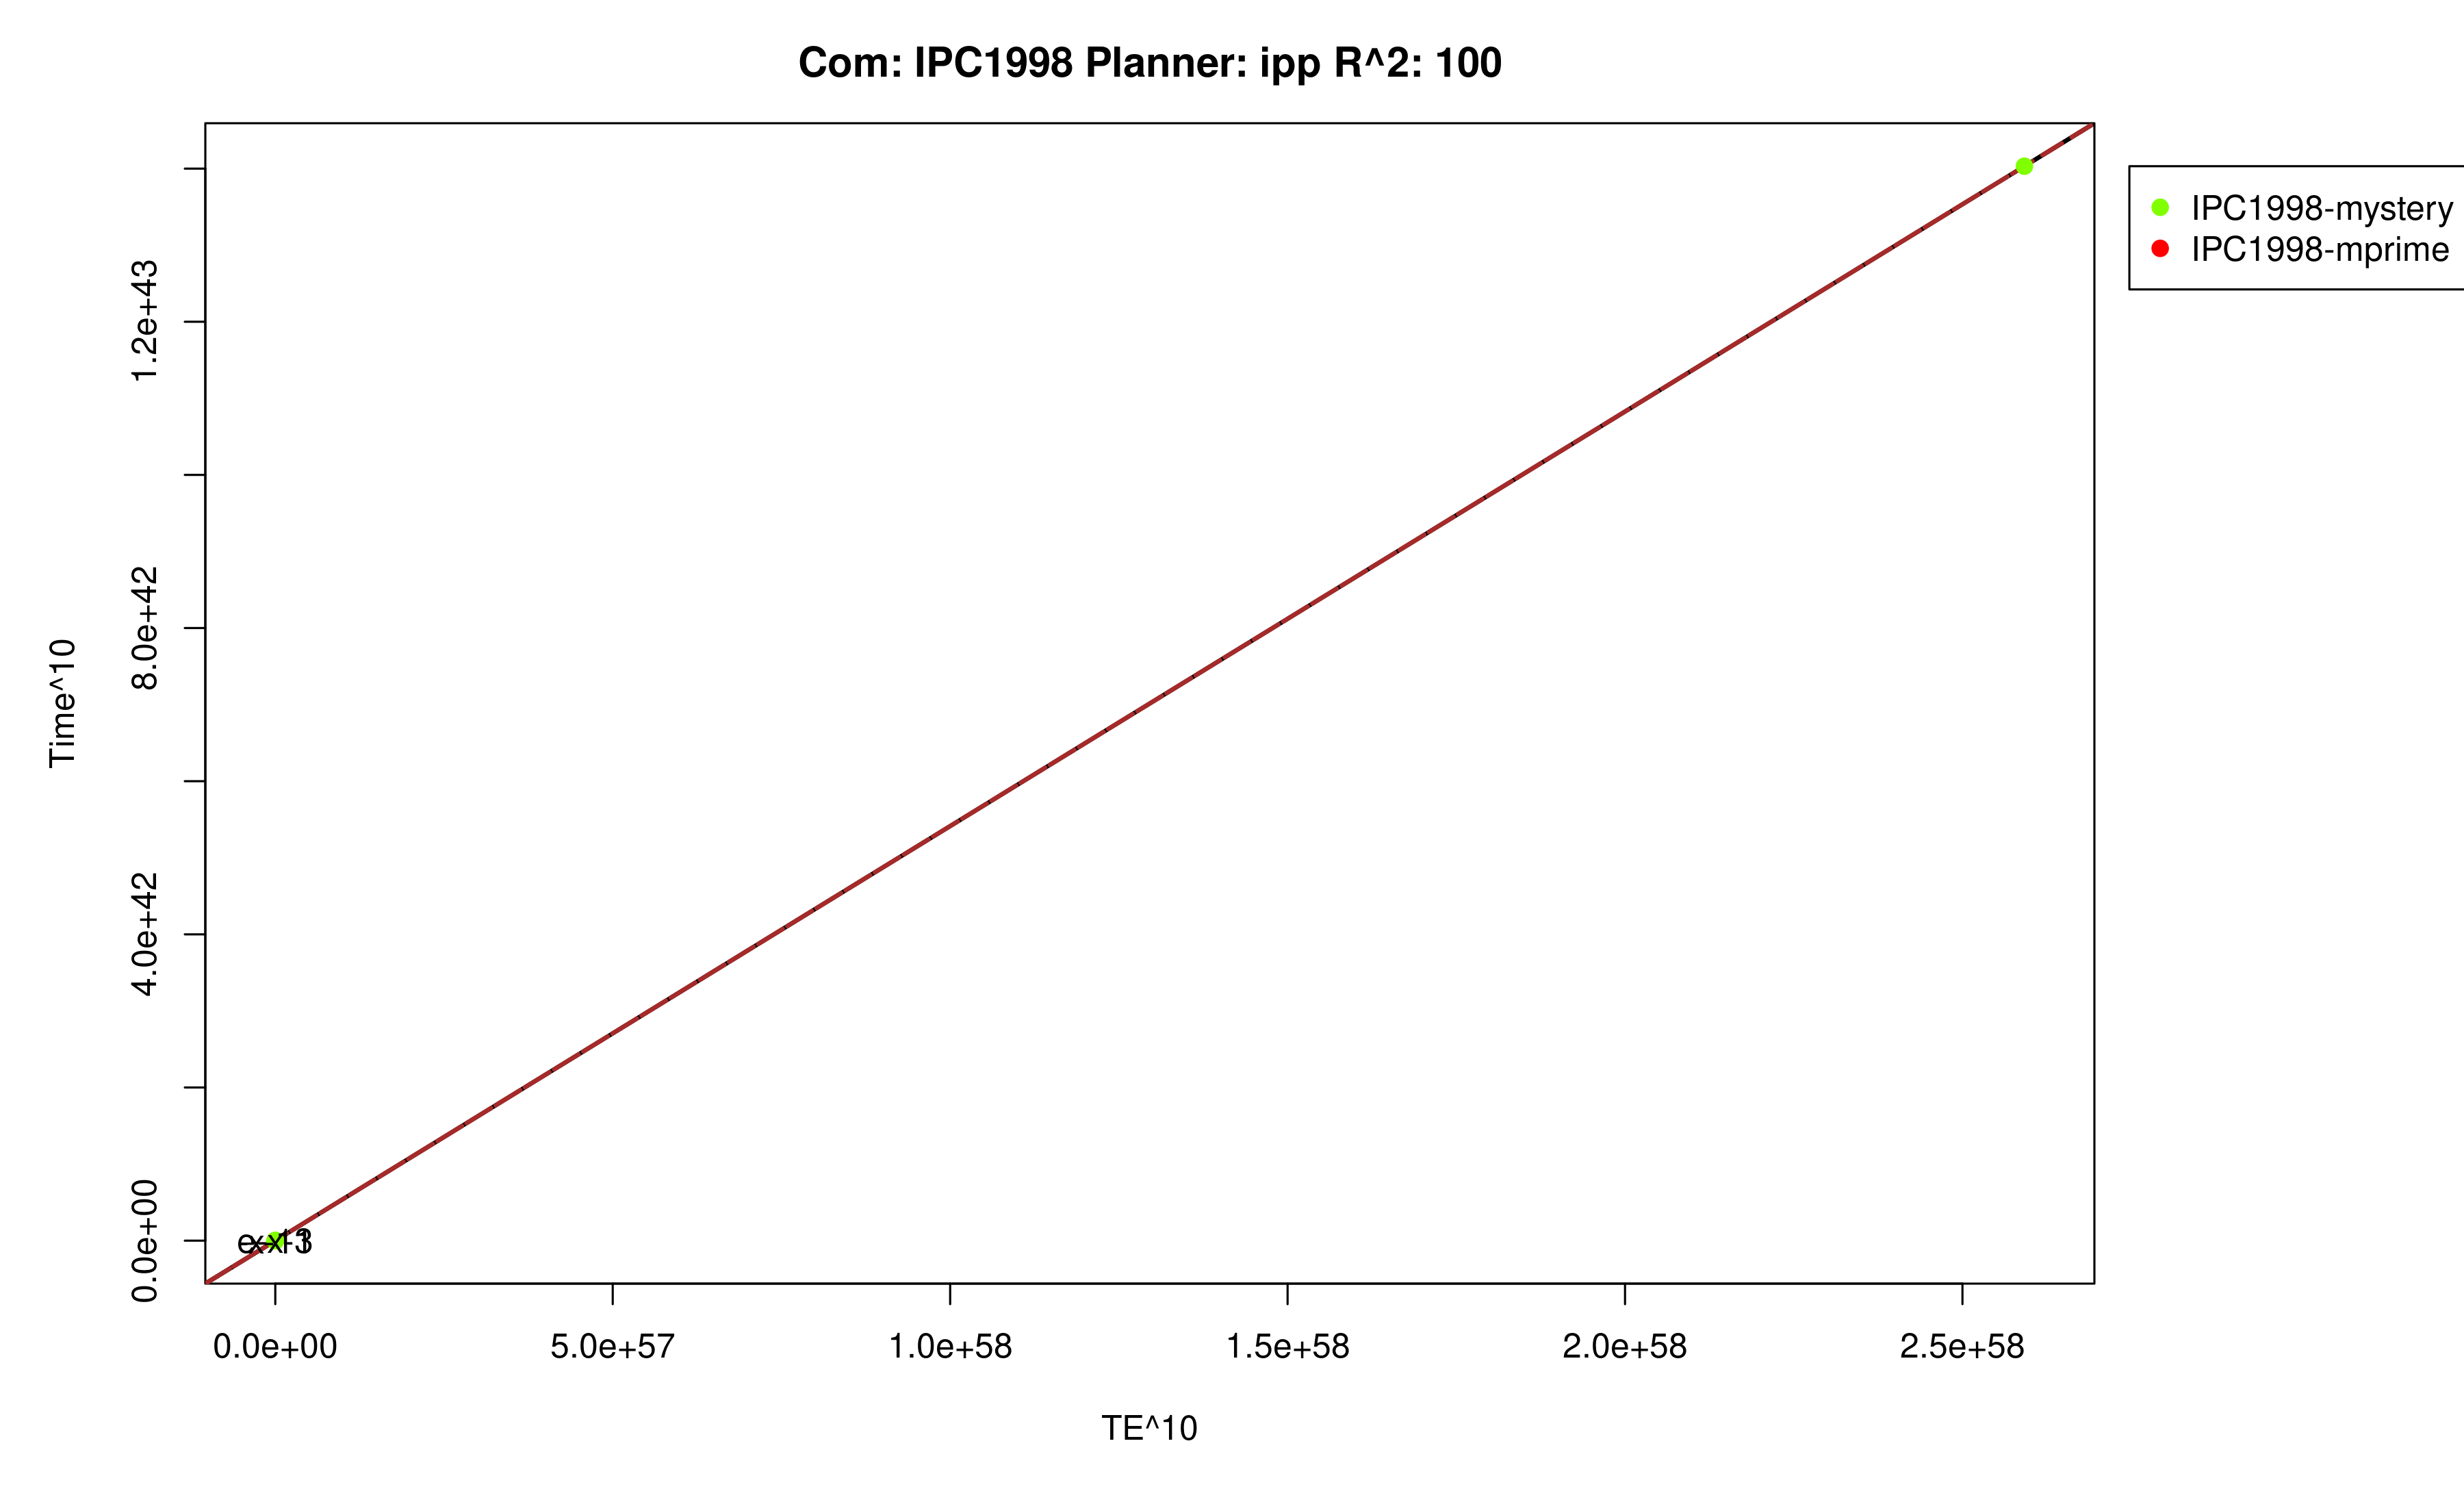 Com: IPC1998 Planner: ipp R^2: 100
IPC1998-mystery
IPC1998-mprime
Time^10
1.2e+43
8.0e+42
4.0e+42
0.0e+00
0.0e+00 5.0e+57 1.0e+58 1.5e+58 2.0e+58 2.5e+58
TE^10